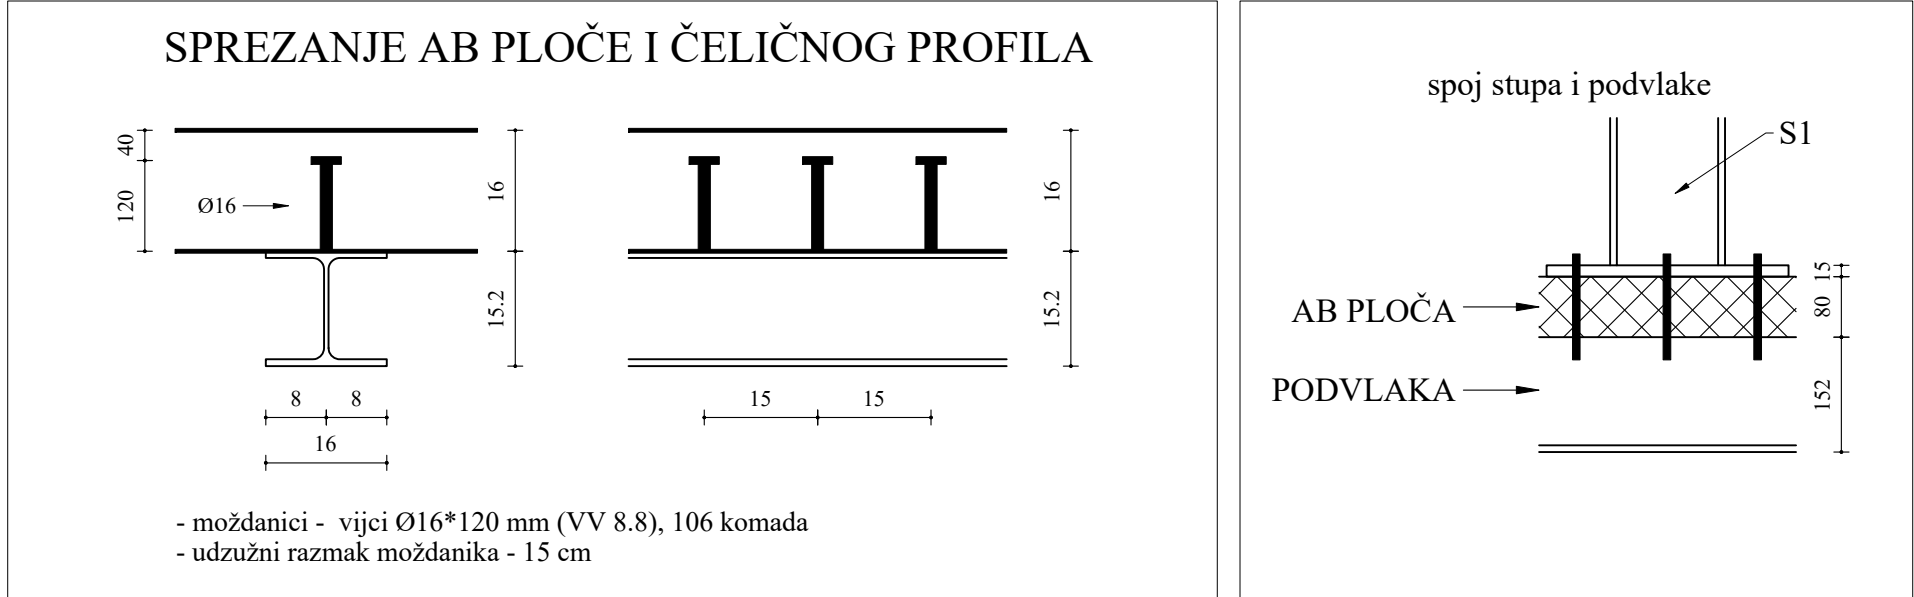 SPREZANJE AB PLOČE I ČELIČNOG PROFILA
40
120
Ø16
16
15.2
8
8
16
16
15.2
15
15
- moždanici - vijci Ø16*120 mm (VV 8.8), 106 komada
- udzužni razmak moždanika - 15 cm
spoj stupa i podvlake
S1
AB PLOČA
PODVLAKA
15
80
152